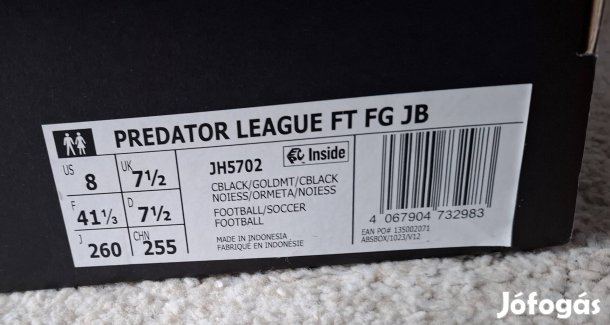 PREDATOR LEAGUE FT FG JB
US 8 UK 7½
F 41⅓ D 7½
J 260 CHN 255
JH5702
Inside
CBLACK/GOLDMT/CBLACK
NOIESS/ORMETA/NOIESS
FOOTBALL/SOCCER
FOOTBALL
MADE IN INDONESIA
FABRIQUÉ EN INDONÉSIE
4 067904 732983
EAN PO# 135002071
ABSBOX/1023/V12
Jófogás